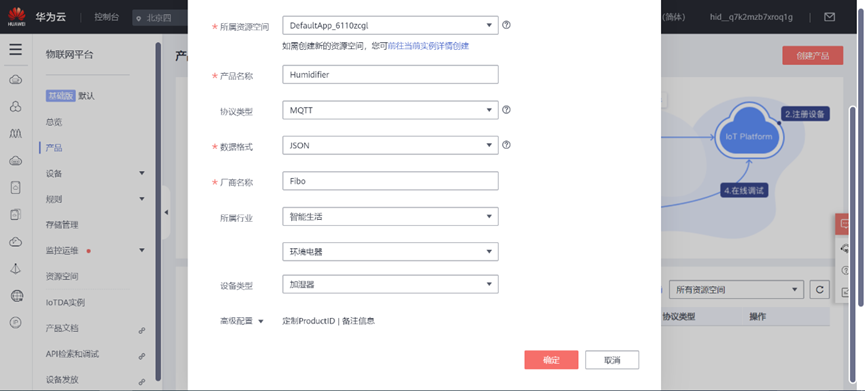 HUAWEI
华为云
控制台
北京四
(简体)
hid__q7k2mzb7xroq1g
物联网平台
基础版 默认
总览
产品
设备
规则
存储管理
监控运维
资源空间
IoTDA实例
产品文档
API检索和调试
设备发放
* 所属资源空间
DefaultApp_6110zcgl
如需创建新的资源空间，您可前往当前实例详情创建
* 产品名称
Humidifier
协议类型
MQTT
* 数据格式
JSON
* 厂商名称
Fibo
所属行业
智能生活
环境电器
设备类型
加湿器
高级配置
定制ProductID | 备注信息
确定
取消
创建产品
2.注册设备
IoT Platform
4.在线调试
所有资源空间
协议类型
操作